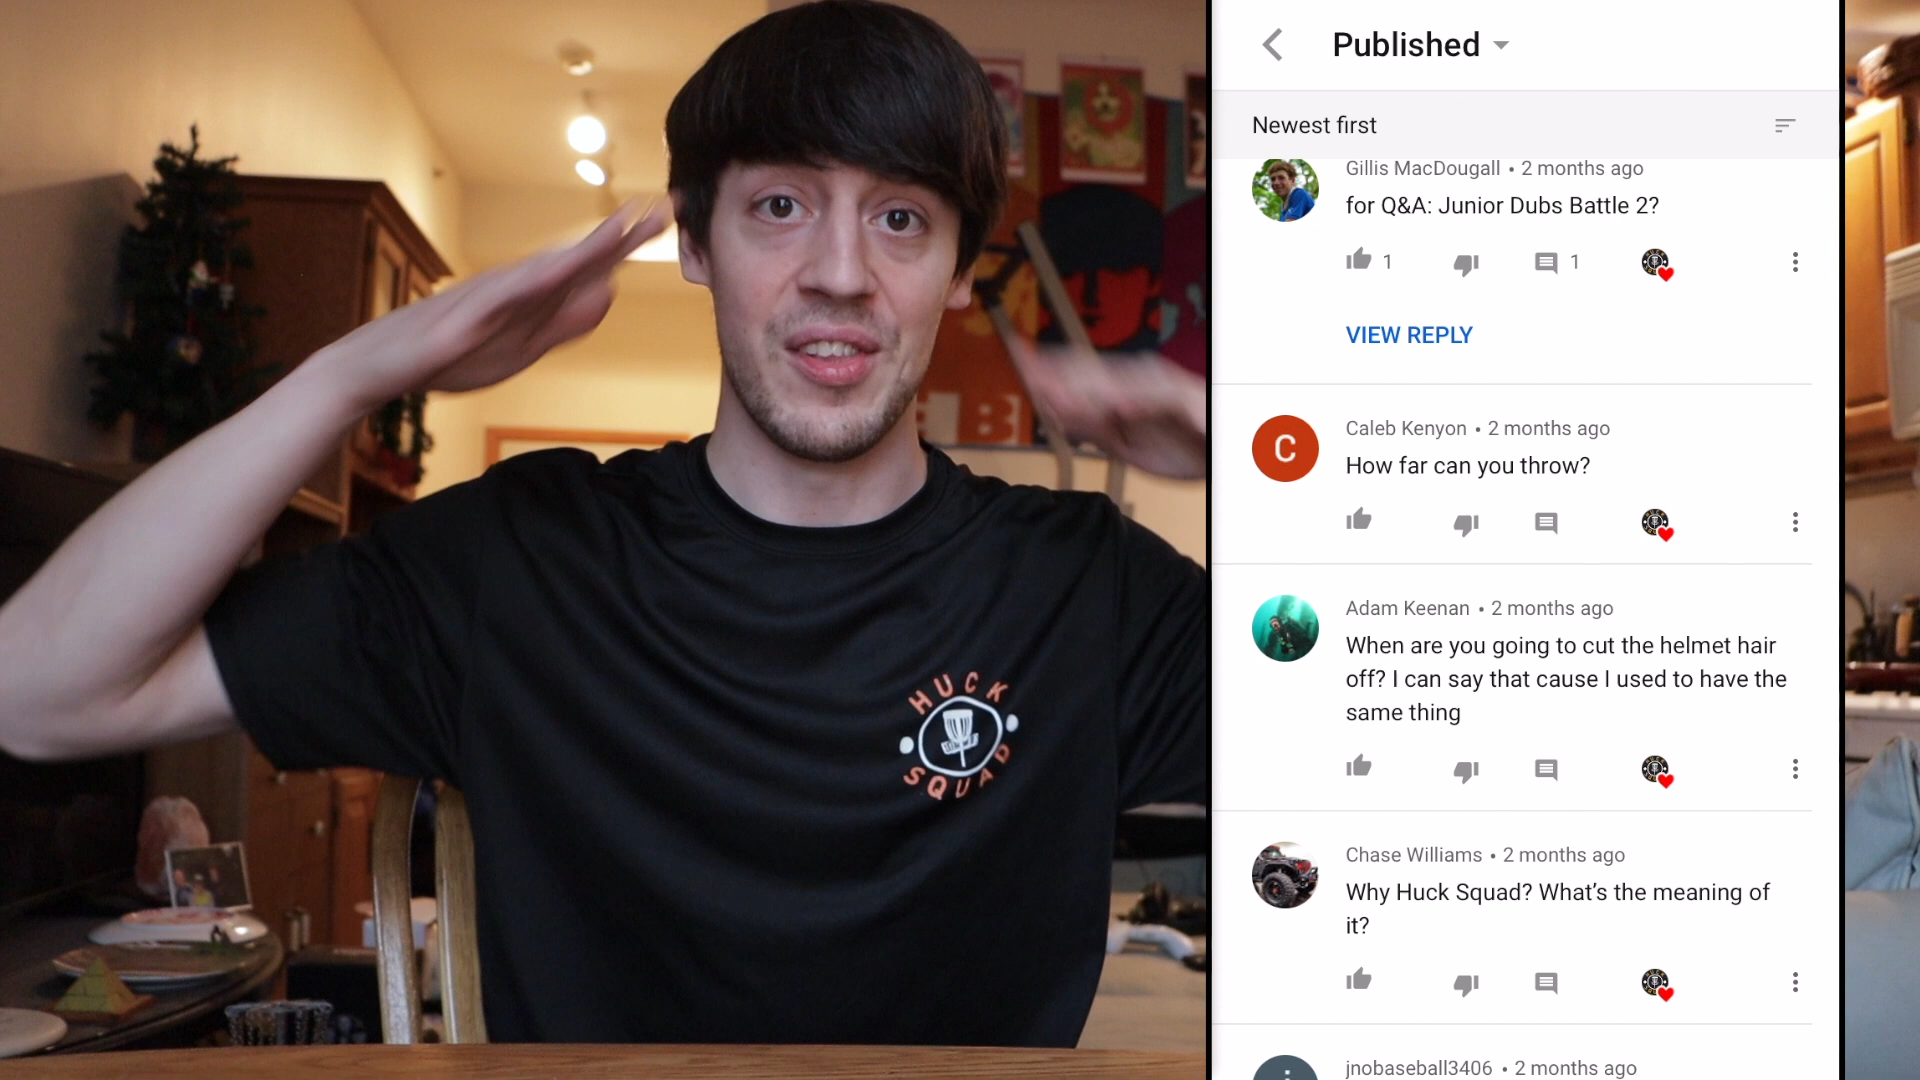 Published
Newest first
Gillis MacDougall • 2 months ago
for Q&A: Junior Dubs Battle 2?
1
1
VIEW REPLY
C
Caleb Kenyon • 2 months ago
How far can you throw?
Adam Keenan • 2 months ago
When are you going to cut the helmet hair
off? I can say that cause I used to have the
same thing
Chase Williams • 2 months ago
Why Huck Squad? What's the meaning of
it?
jnobaseball3406 • 2 months ago
HUCK
SQUAD